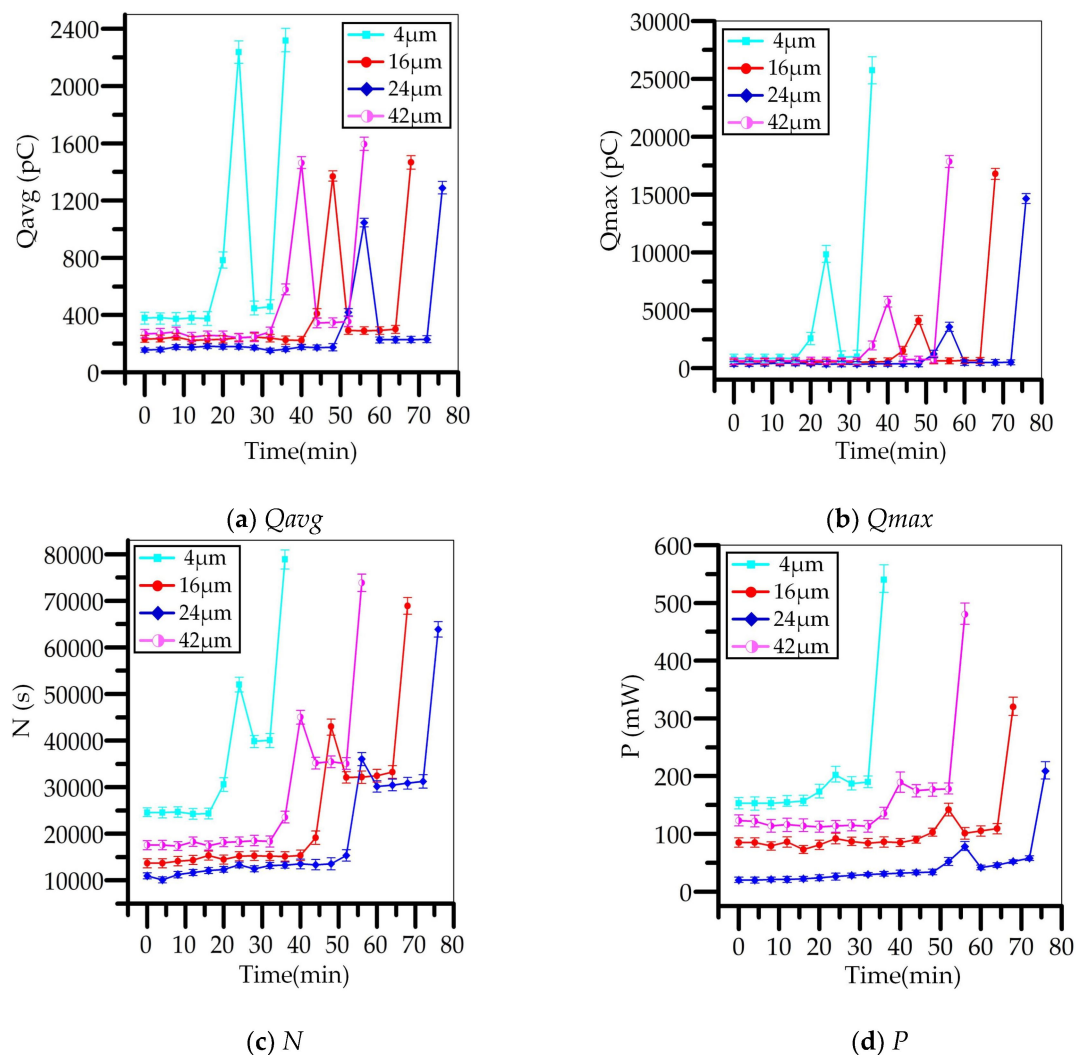 2400
2000
1600
1200
800
400
0
Qavg (pC)
4μm
16μm
24μm
42μm
0 10 20 30 40 50 60 70 80
Time(min)
(a) Qavg
30000
25000
20000
15000
10000
5000
0
Qmax (pC)
4μm
16μm
24μm
42μm
0 10 20 30 40 50 60 70 80
Time(min)
(b) Qmax
80000
70000
60000
50000
40000
30000
20000
10000
N (s)
4μm
16μm
24μm
42μm
0 10 20 30 40 50 60 70 80
Time(min)
(c) N
600
500
400
300
200
100
0
P (mW)
4μm
16μm
24μm
42μm
0 10 20 30 40 50 60 70 80
Time(min)
(d) P